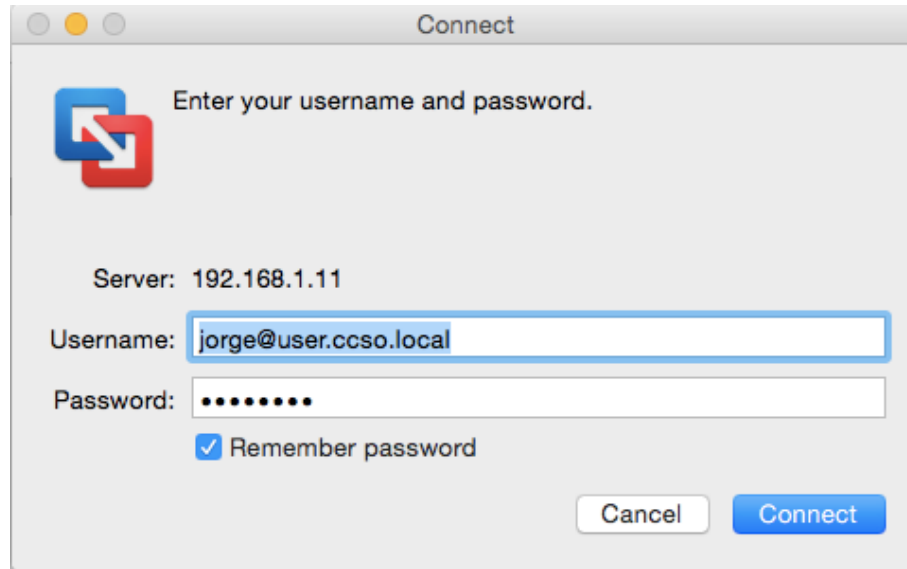 Connect
Enter your username and password.
Server: 192.168.1.11
Username: jorge@user.ccso.local
Password: ••••••••
Remember password
Cancel Connect